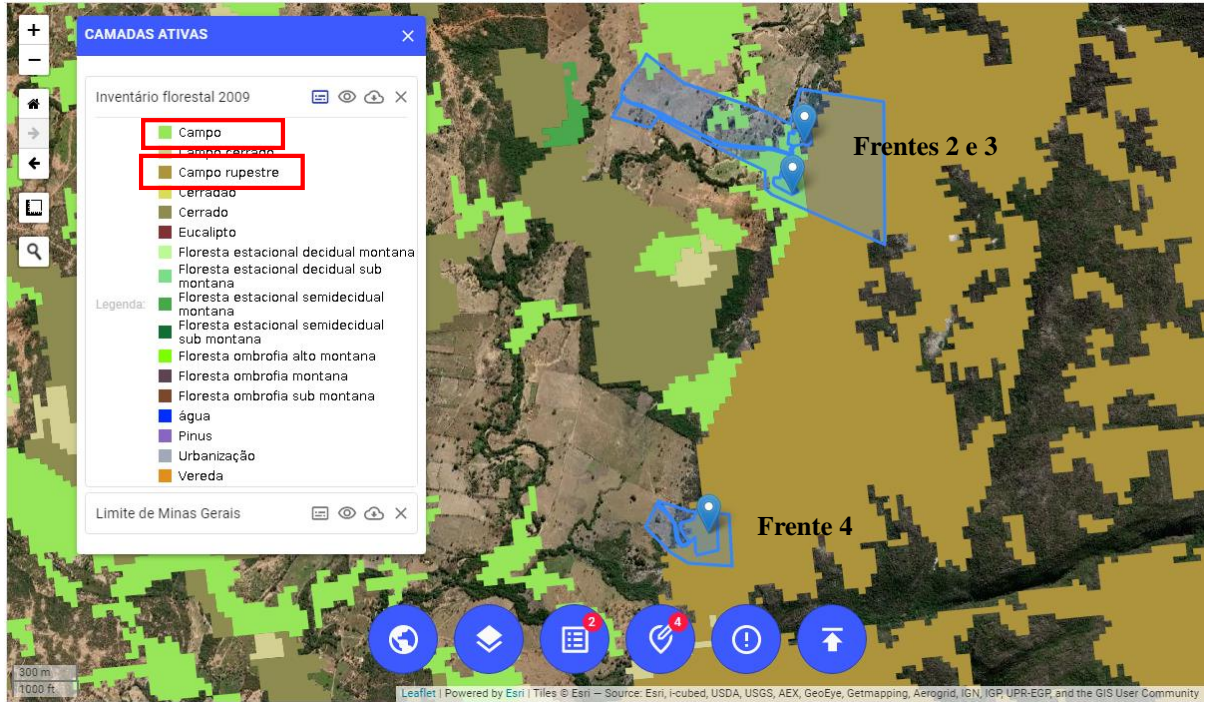 +
−
CAMADAS ATIVAS ×
Inventário florestal 2009
Campo
Campo cerrado
Campo rupestre
Cerradão
Cerrado
Eucalipto
Floresta estacional decidual montana
Floresta estacional decidual sub
montana
Legenda:
Floresta estacional semidecidual
montana
Floresta estacional semidecidual
sub montana
Floresta ombrofia alto montana
Floresta ombrofia montana
Floresta ombrofia sub montana
água
Pinus
Urbanização
Vereda
Limite de Minas Gerais
Frentes 2 e 3
Frente 4
2
4
300 m
1000 ft
Leaflet | Powered by Esri | Tiles © Esri — Source: Esri, i-cubed, USDA, USGS, AEX, GeoEye, Getmapping, Aerogrid, IGN, IGP, UPR-EGP, and the GIS User Community